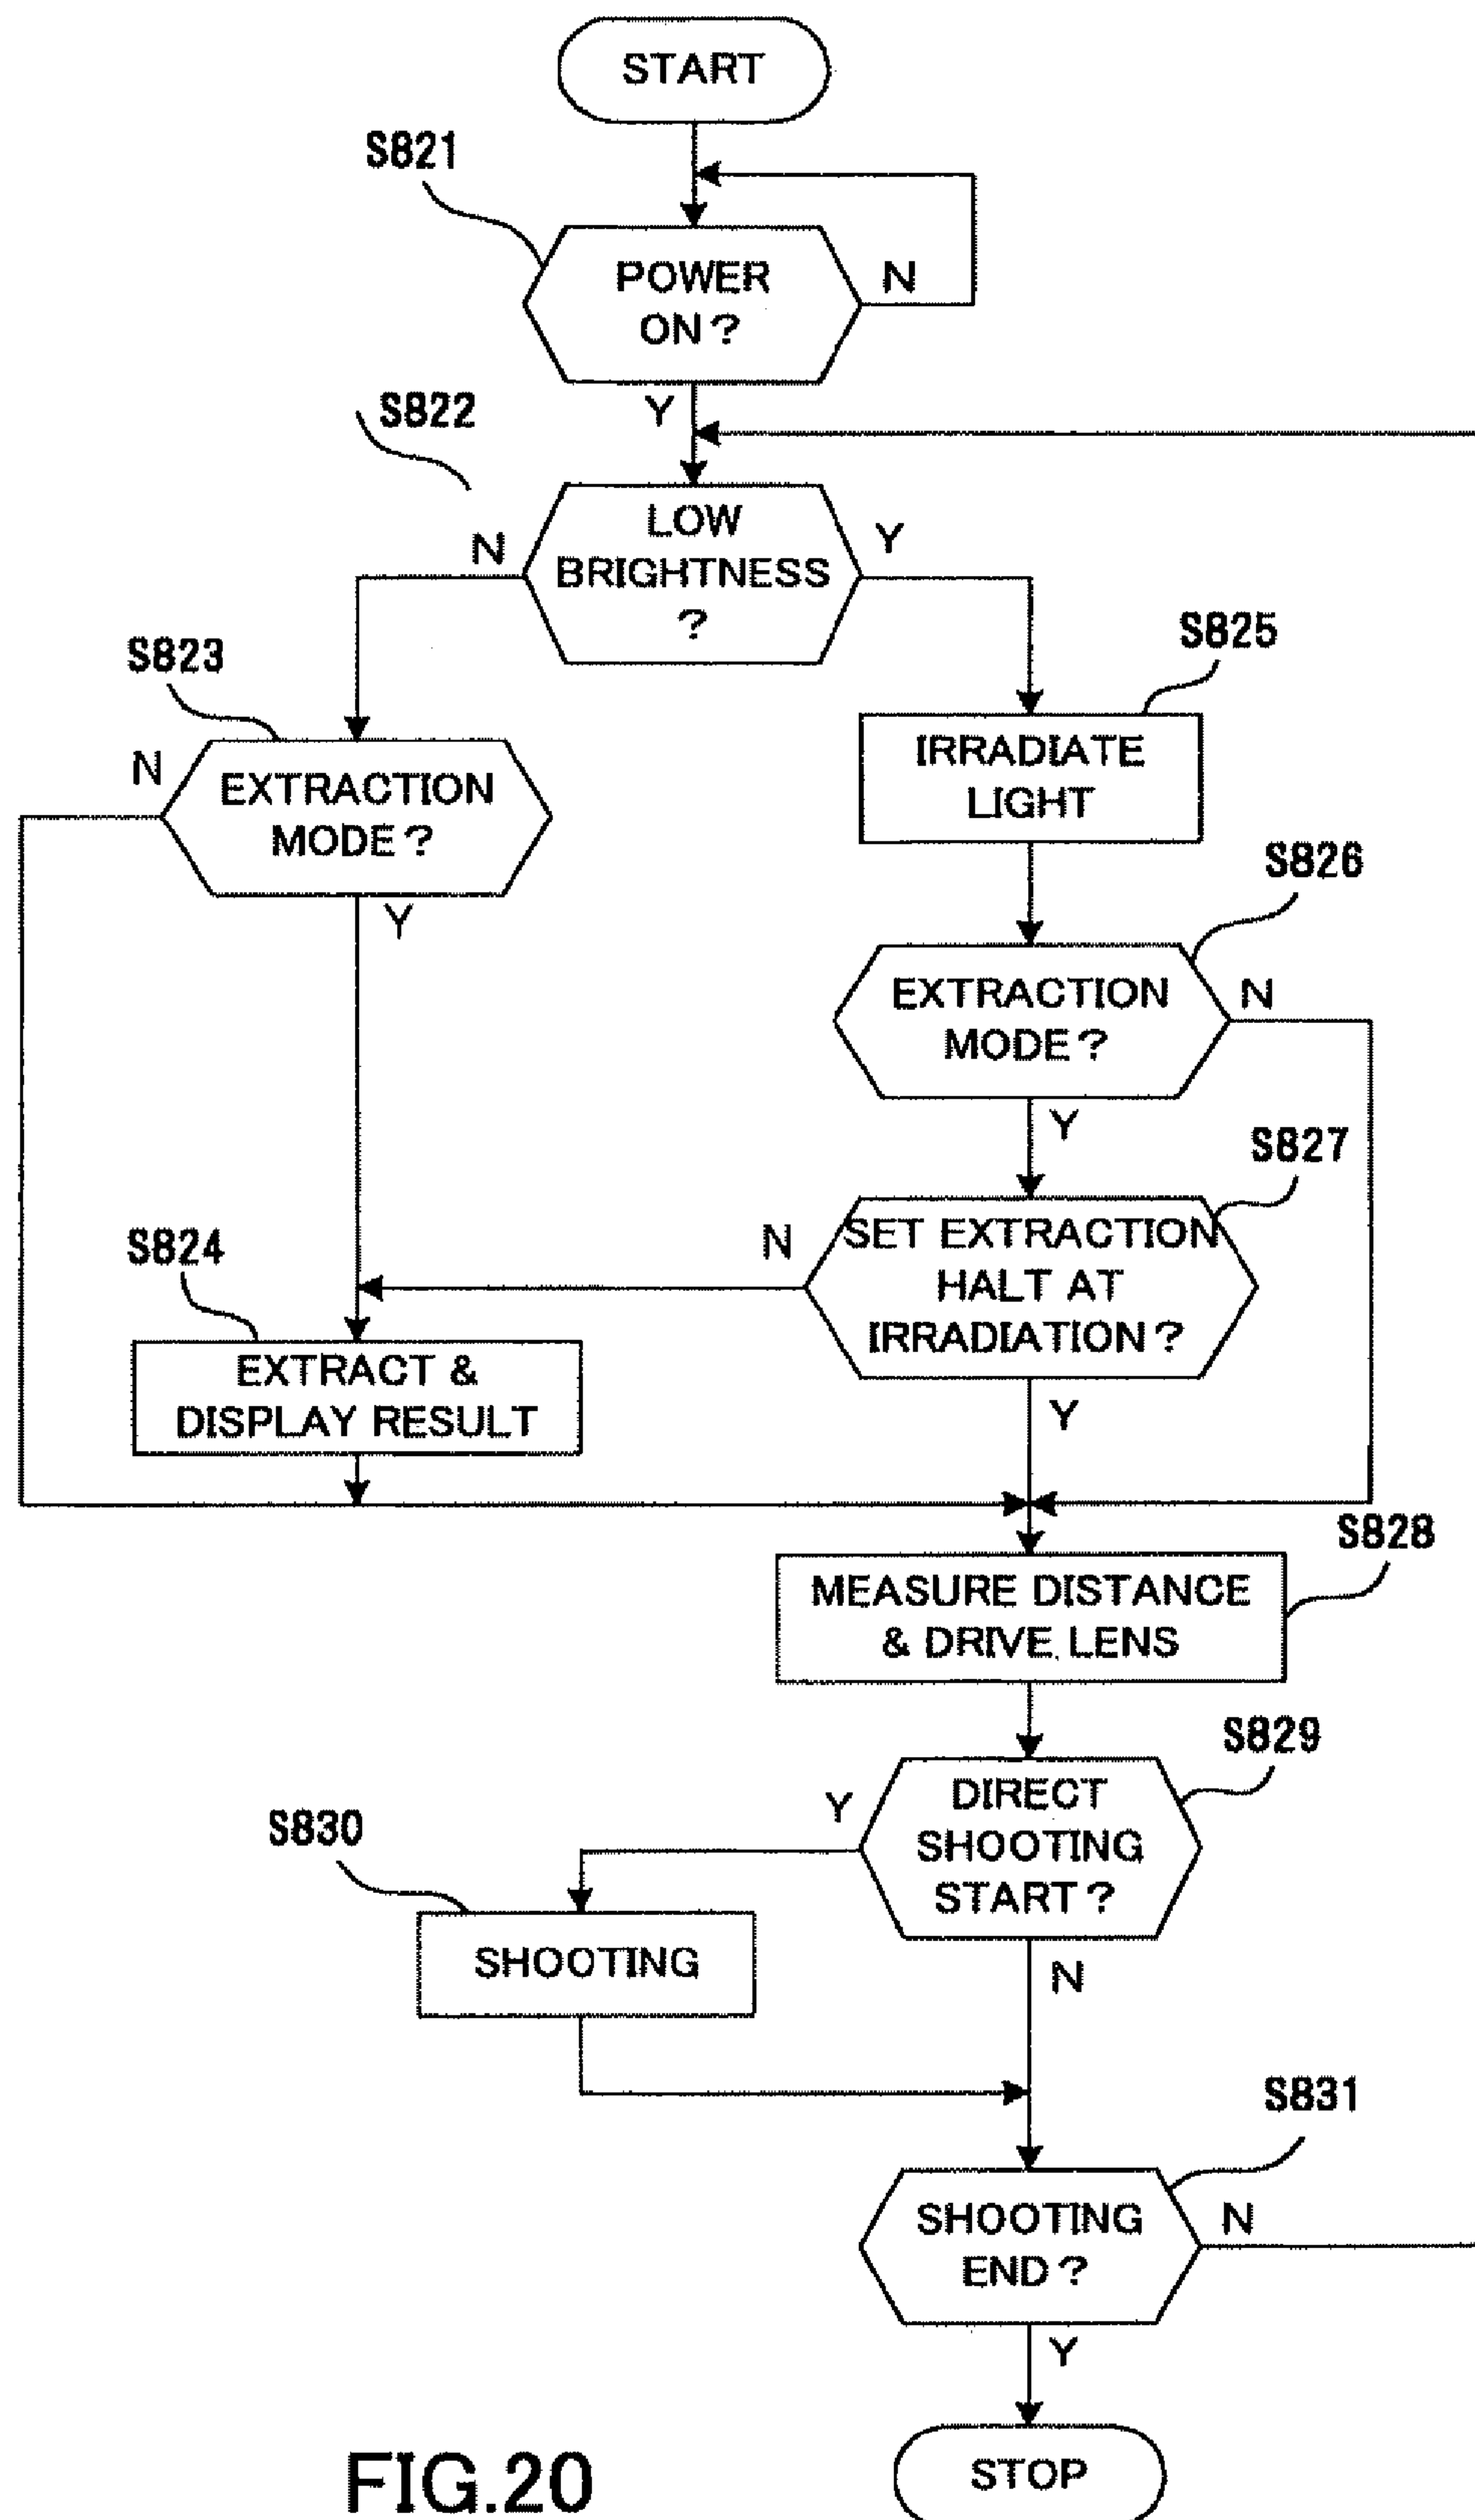 START
S821
POWER
ON?
N
Y
S822
LOW
BRIGHTNESS
?
N
Y
S823
S825
N
EXTRACTION
MODE?
Y
IRRADIATE
LIGHT
S826
EXTRACTION
MODE?
N
Y
S827
N
SET EXTRACTION
HALT AT
IRRADIATION?
Y
S824
EXTRACT &
DISPLAY RESULT
S828
MEASURE DISTANCE
& DRIVE LENS
S829
Y
DIRECT
SHOOTING
START?
N
S830
SHOOTING
S831
SHOOTING
END?
N
Y
STOP
FIG.20